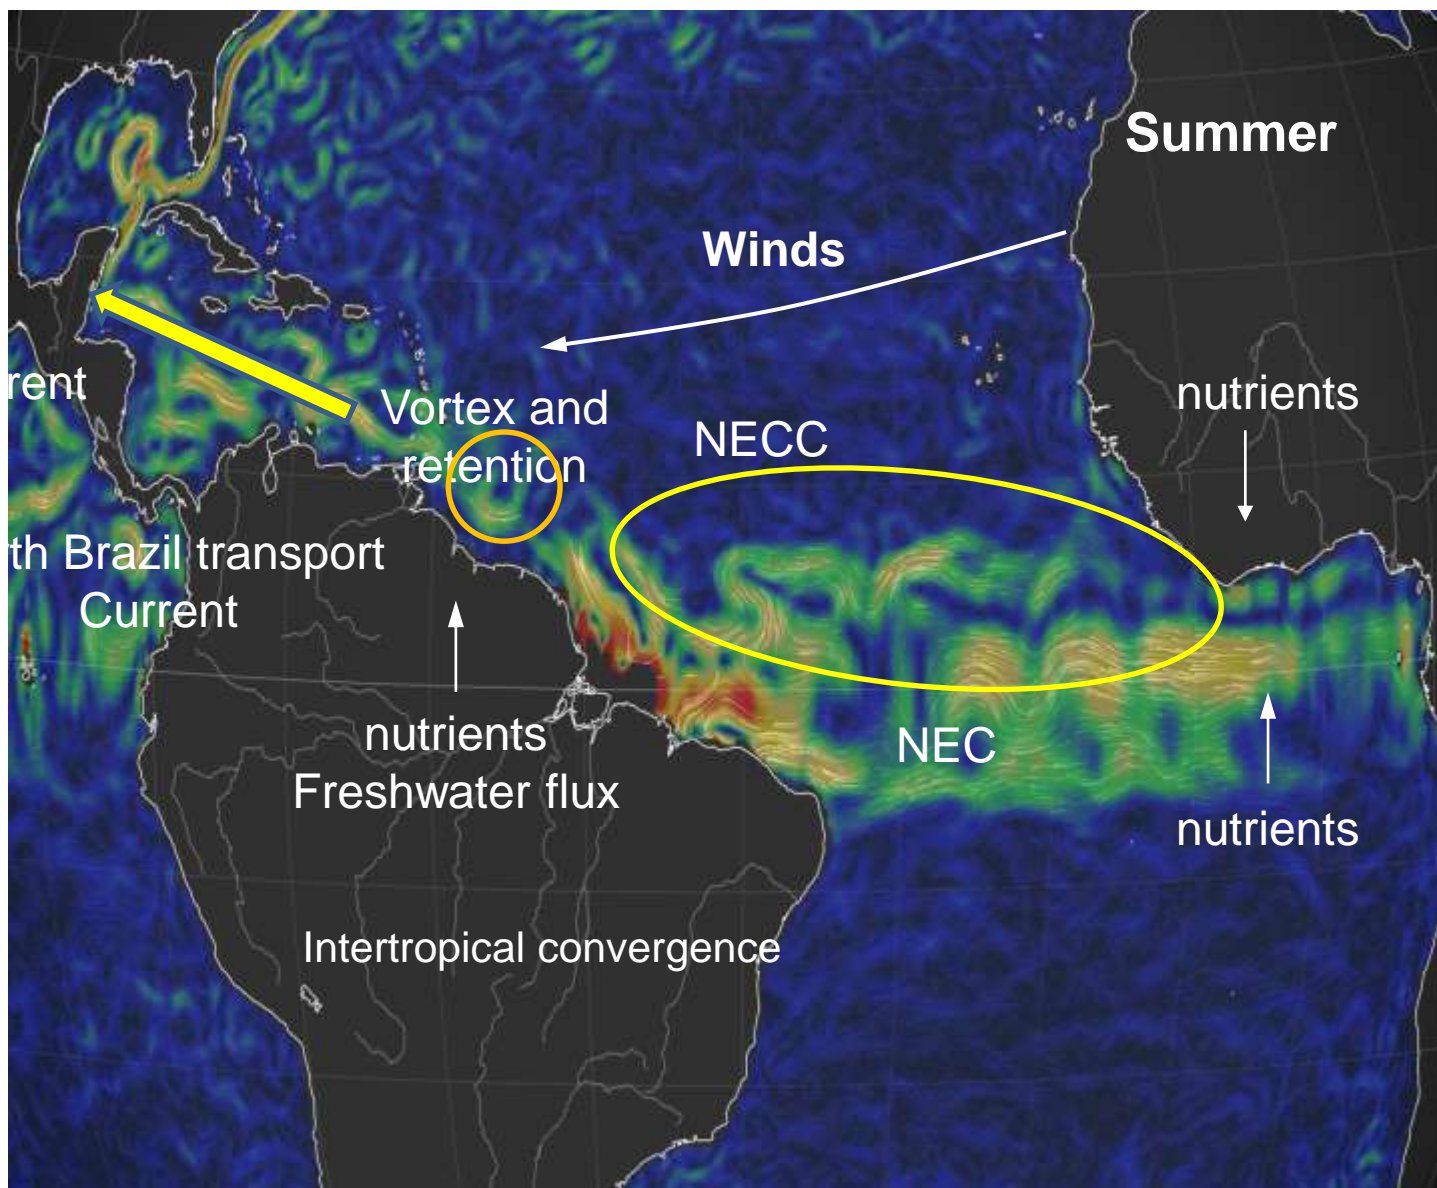 Summer
Winds
nutrients
rent
Vortex and
retention
NECC
th Brazil transport
Current
nutrients
Freshwater flux
NEC
nutrients
Intertropical convergence